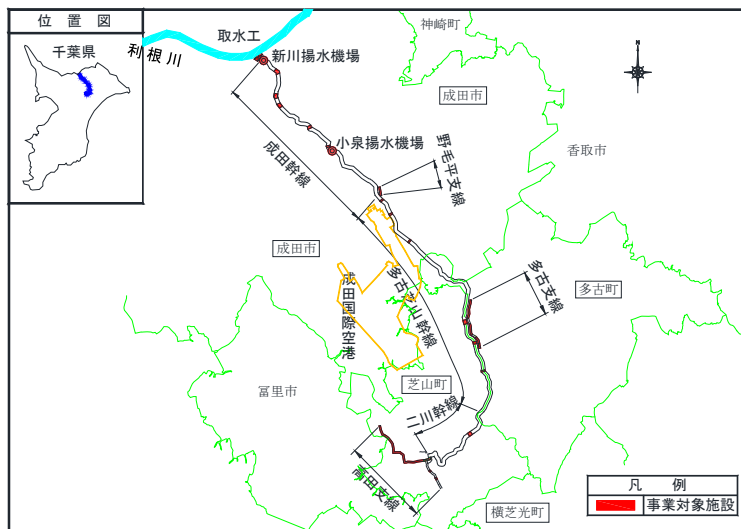 位置図
千葉県
取水工
利根川
新川揚水機場
神崎町
N
成田市
小泉揚水機場
成田幹線
野毛平支線
香取市
成田市
成田国際空港
多古芝山幹線
多古支線
多古町
芝山町
富里市
二川幹線
高田支線
横芝光町
凡例
事業対象施設